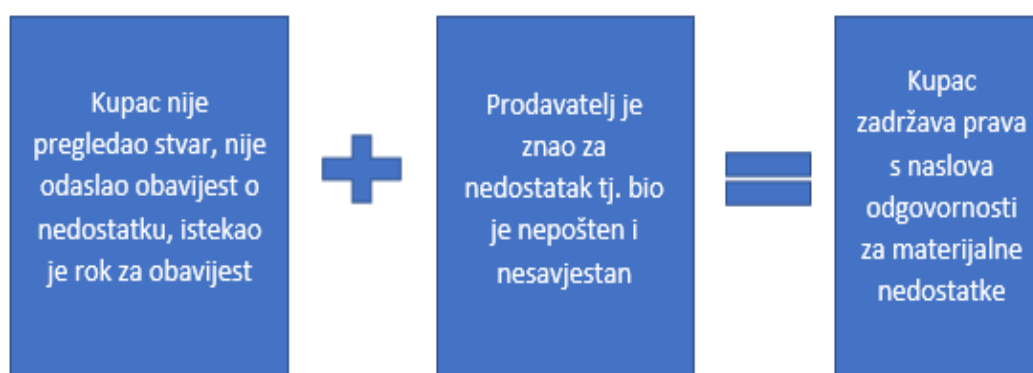 Kupac nije
pregledao stvar, nije
odaslao obavijest o
nedostatku, istekao
je rok za obavijest
Prodavatelj je
znao za
nedostatak tj. bio
je nepošten i
nesavjestan
Kupac
zadržava prava
s naslova
odgovornosti
za materijalne
nedostatke